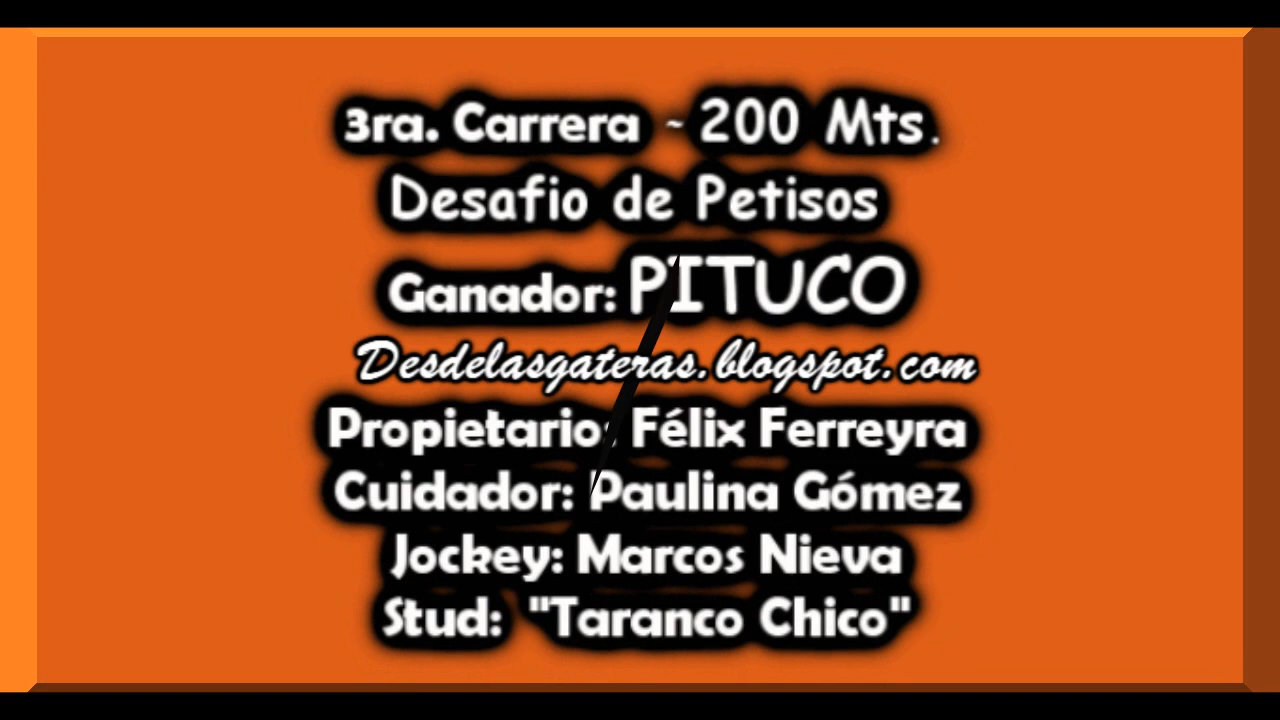 3ra. Carrera ~ 200 Mts.
Desafio de Petisos
Ganador: PITUCO
Desdelasgateras.blogspot.com
Propietario: Félix Ferreyra
Cuidador: Paulina Gómez
Jockey: Marcos Nieva
Stud: "Taranco Chico"